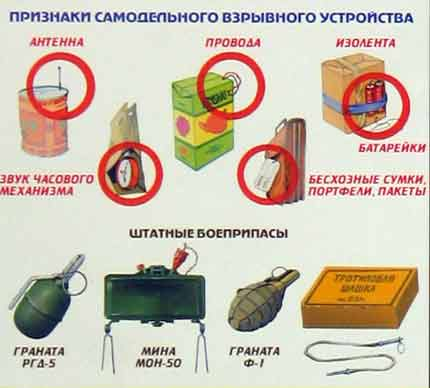 ПРИЗНАКИ САМОДЕЛЬНОГО ВЗРЫВНОГО УСТРОЙСТВА
АНТЕННА
ПРОВОДА
ИЗОЛЕНТА
БАТАРЕЙКИ
ЗВУК ЧАСОВОГО
МЕХАНИЗМА
БЕСХОЗНЫЕ СУМКИ,
ПОРТФЕЛИ, ПАКЕТЫ
ШТАТНЫЕ БОЕПРИПАСЫ
ТРОТИЛОВАЯ
ШАШКА
ГРАНАТА
РГД-5
МИНА
МОН-50
ГРАНАТА
Ф-1